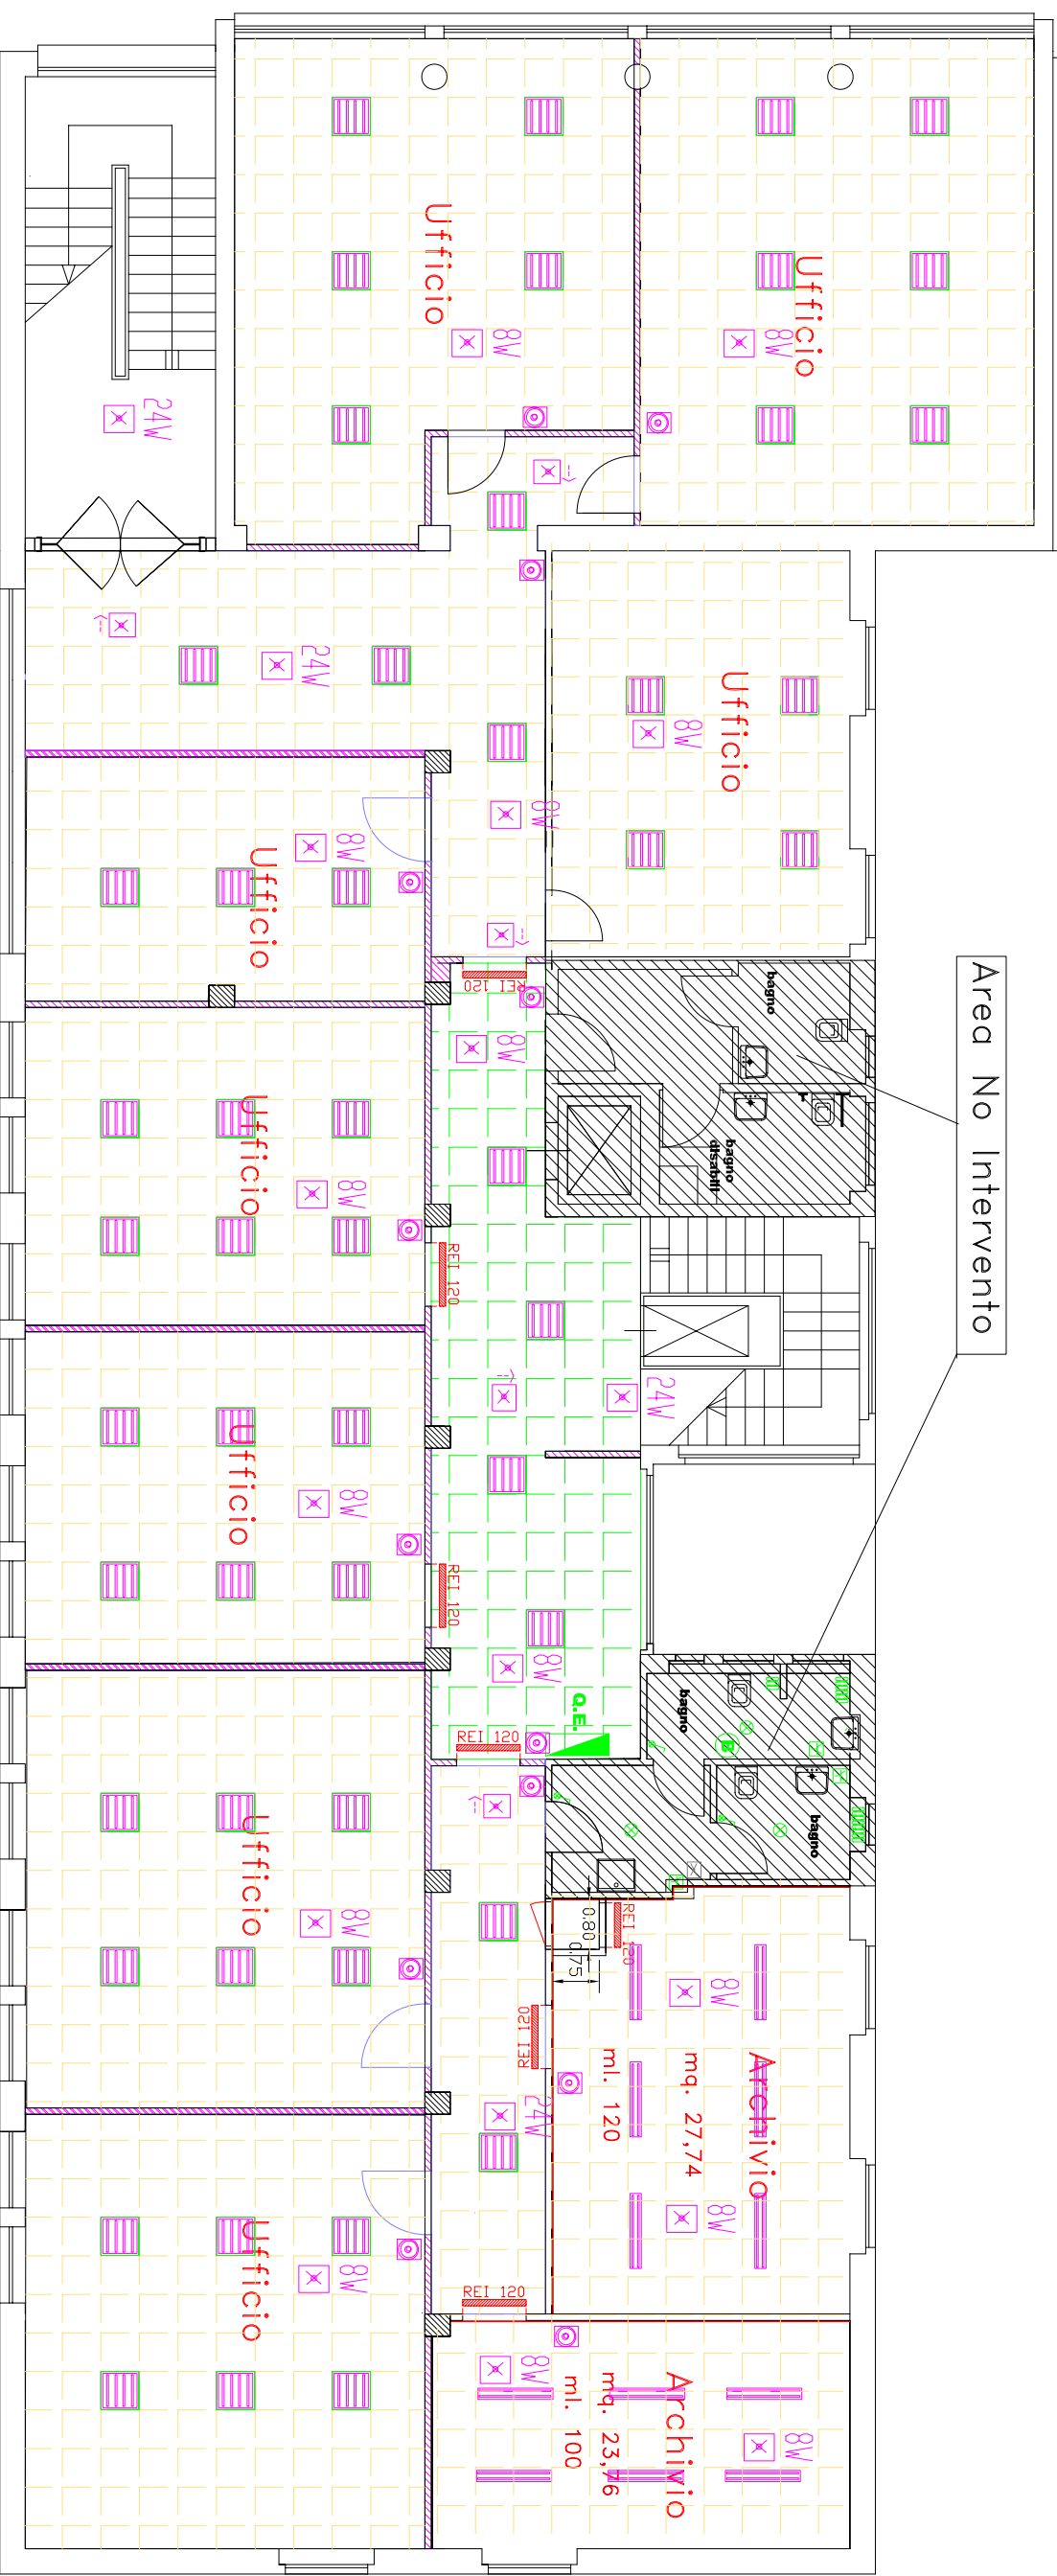 Area No Intervento
Ufficio
8W
Ufficio
8W
24W
24W
Ufficio
8W
8W
Ufficio
8W
REI 120
8W
bagno
bagno
disabili
Ufficio
8W
REI 120
24W
Ufficio
8W
REI 120
8W
Q.E.
REI 120
bagno
B
bagno
Ufficio
8W
REI 120
0.80
0.75
REI 120
8W
Archivio
mq. 27,74
ml. 120
8W
24W
Ufficio
8W
REI 120
Archivio
mq. 23,76
ml. 100
8W
8W